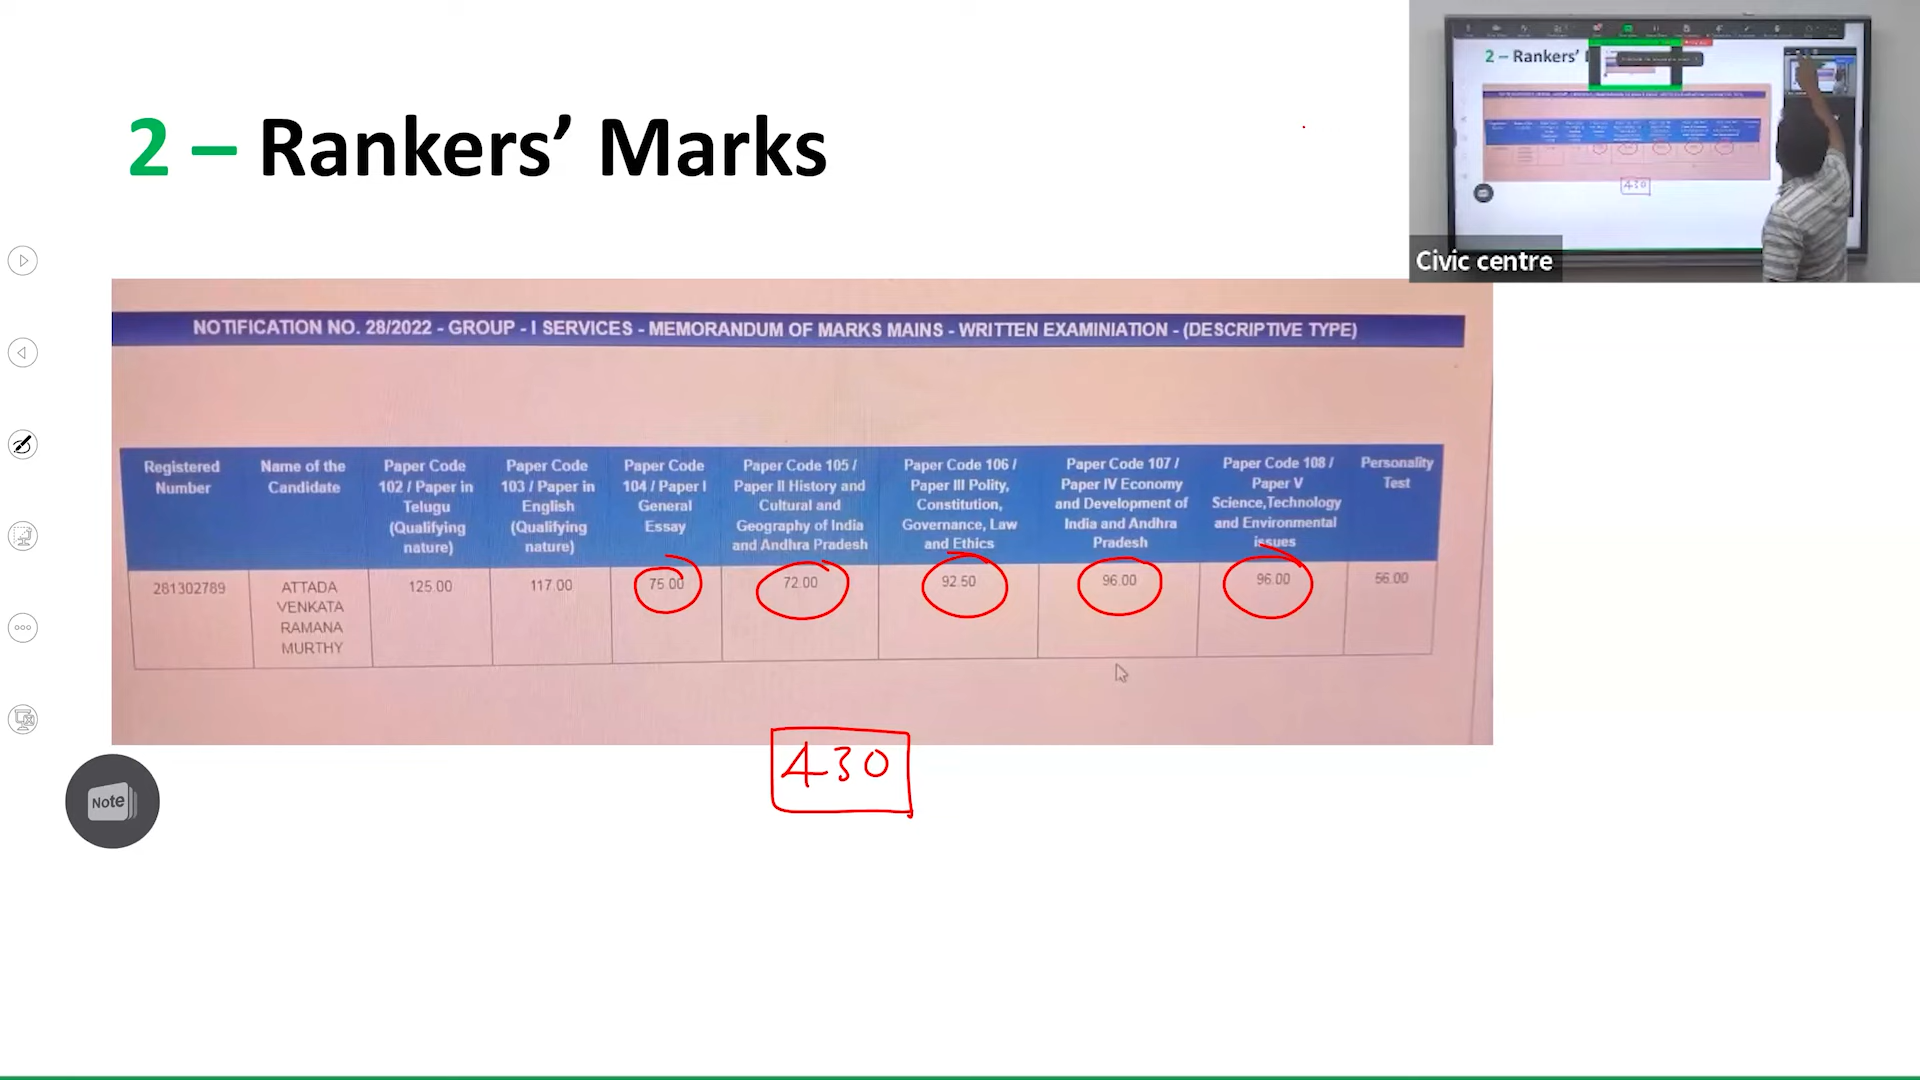 2 – Rankers’ Marks
2 – Rankers’
430
Civic centre
NOTIFICATION NO. 28/2022 - GROUP - I SERVICES - MEMORANDUM OF MARKS MAINS - WRITTEN EXAMINIATION - (DESCRIPTIVE TYPE)
Registered
Number
Name of the
Candidate
Paper Code
102 / Paper in
Telugu
(Qualifying
nature)
Paper Code
103 / Paper in
English
(Qualifying
nature)
Paper Code
104 / Paper I
General
Essay
Paper Code 105 /
Paper II History and
Cultural and
Geography of India
and Andhra Pradesh
Paper Code 106 /
Paper III Polity,
Constitution,
Governance, Law
and Ethics
Paper Code 107 /
Paper IV Economy
and Development of
India and Andhra
Pradesh
Paper Code 108 /
Paper V
Science,Technology
and Environmental
issues
Personality
Test
281302789
ATTADA
VENKATA
RAMANA
MURTHY
125.00
117.00
75.00
72.00
92.50
96.00
96.00
56.00
430
Note